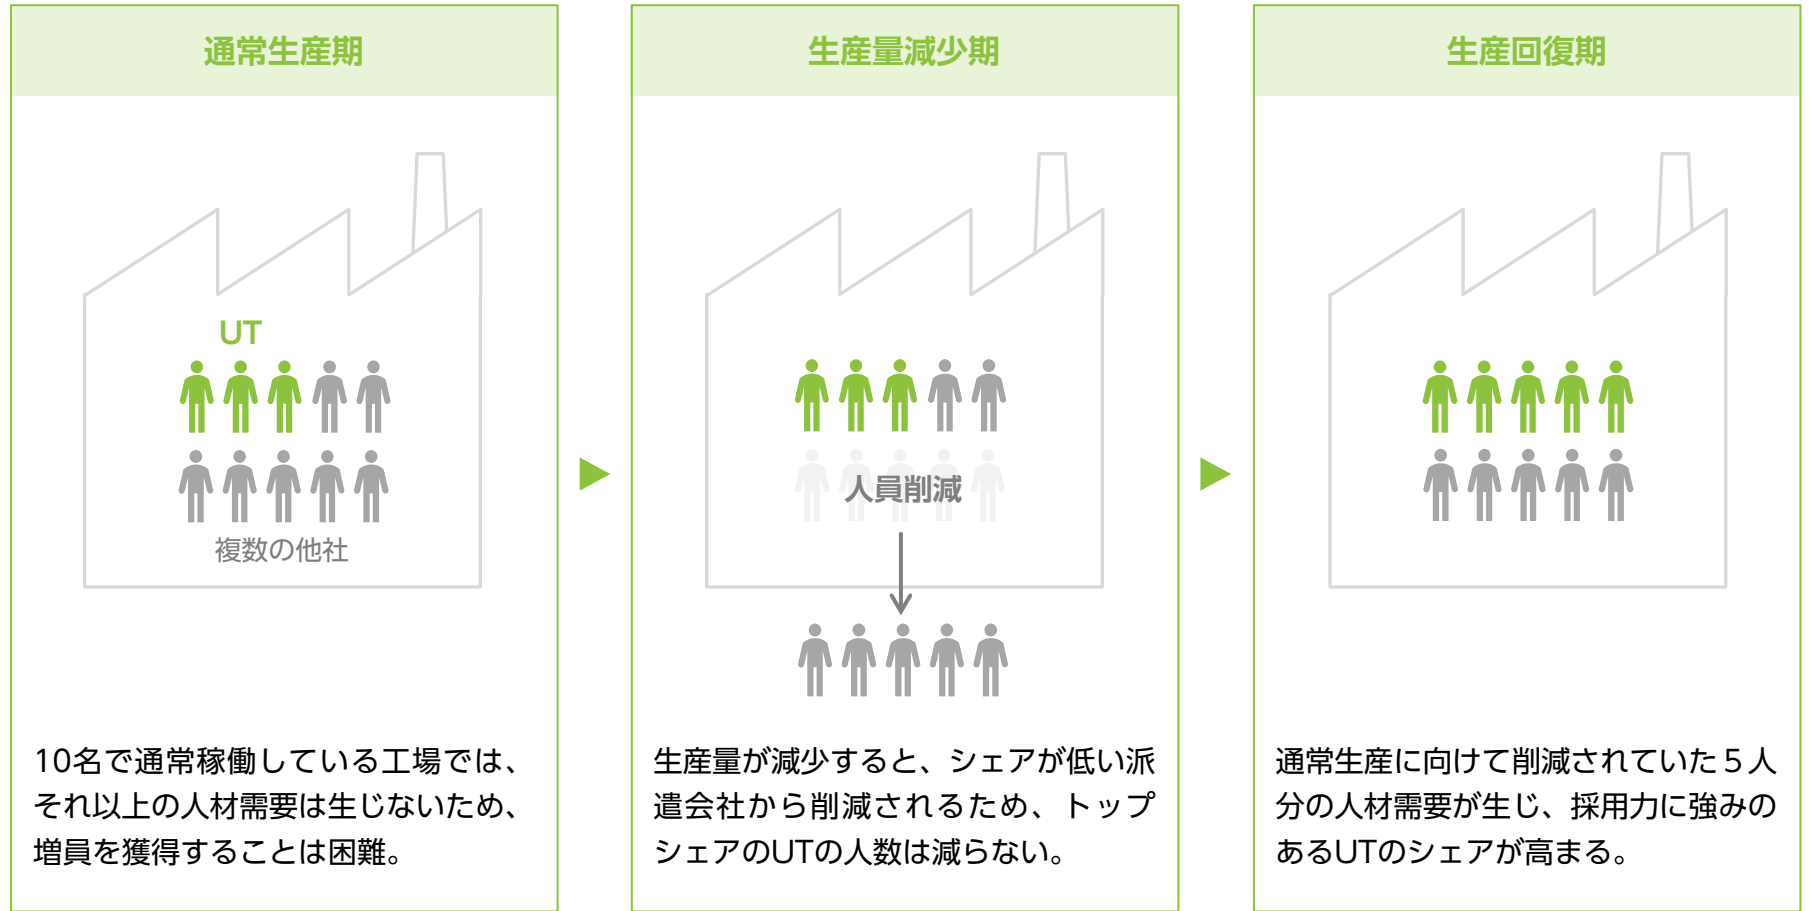 通常生産期
UT
複数の他社
10名で通常稼働している工場では、
それ以上の人材需要は生じないため、
増員を獲得することは困難。
生産量減少期
人員削減
生産量が減少すると、シェアが低い派
遣会社から削減されるため、トップ
シェアのUTの人数は減らない。
生産回復期
通常生産に向けて削減されていた５人
分の人材需要が生じ、採用力に強みの
あるUTのシェアが高まる。